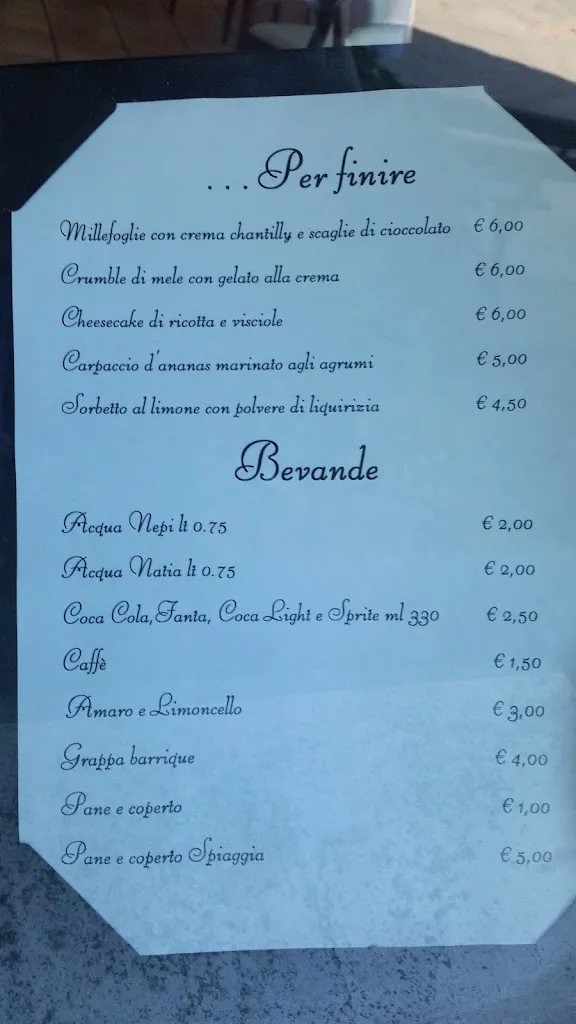 ...Per finire
Millefoglie con crema chantilly e scaglie di cioccolato € 6,00
Crumble di mele con gelato alla crema € 6,00
Cheesecake di ricotta e visciole € 6,00
Carpaccio d'ananas marinato agli agrumi € 5,00
Sorbetto al limone con polvere di liquirizia € 4,50
Bevande
Acqua Nepi lt 0.75 € 2,00
Acqua Natia lt 0.75 € 2,00
Coca Cola,Fanta, Coca Light e Sprite ml 330 € 2,50
Caffè € 1,50
Amaro e Limoncello € 3,00
Grappa barrique € 4,00
Pane e coperto € 1,00
Pane e coperto Spiaggia € 5,00